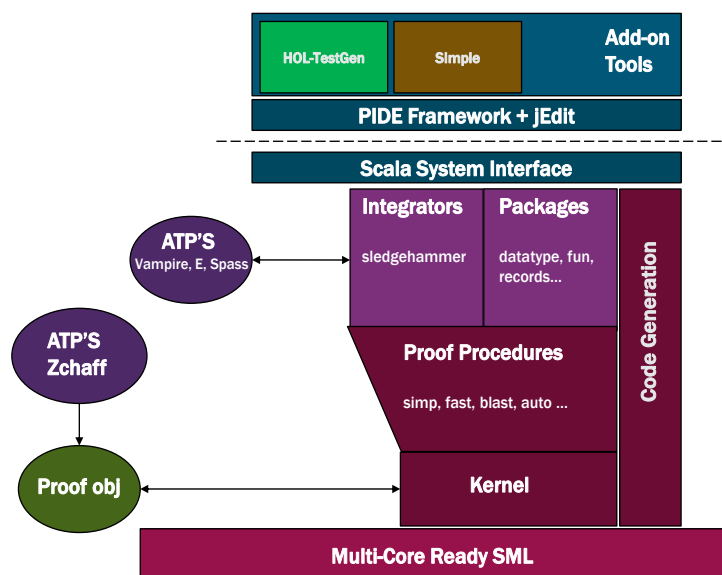 HOL-TestGen
Simple
Add-on
Tools
PIDE Framework + jEdit
Scala System Interface
Integrators
Packages
sledgehammer
datatype, fun,
records...
ATP'S
Vampire, E, Spass
Code Generation
ATP'S
Zchaff
Proof Procedures
simp, fast, blast, auto ...
Proof obj
Kernel
Multi-Core Ready SML